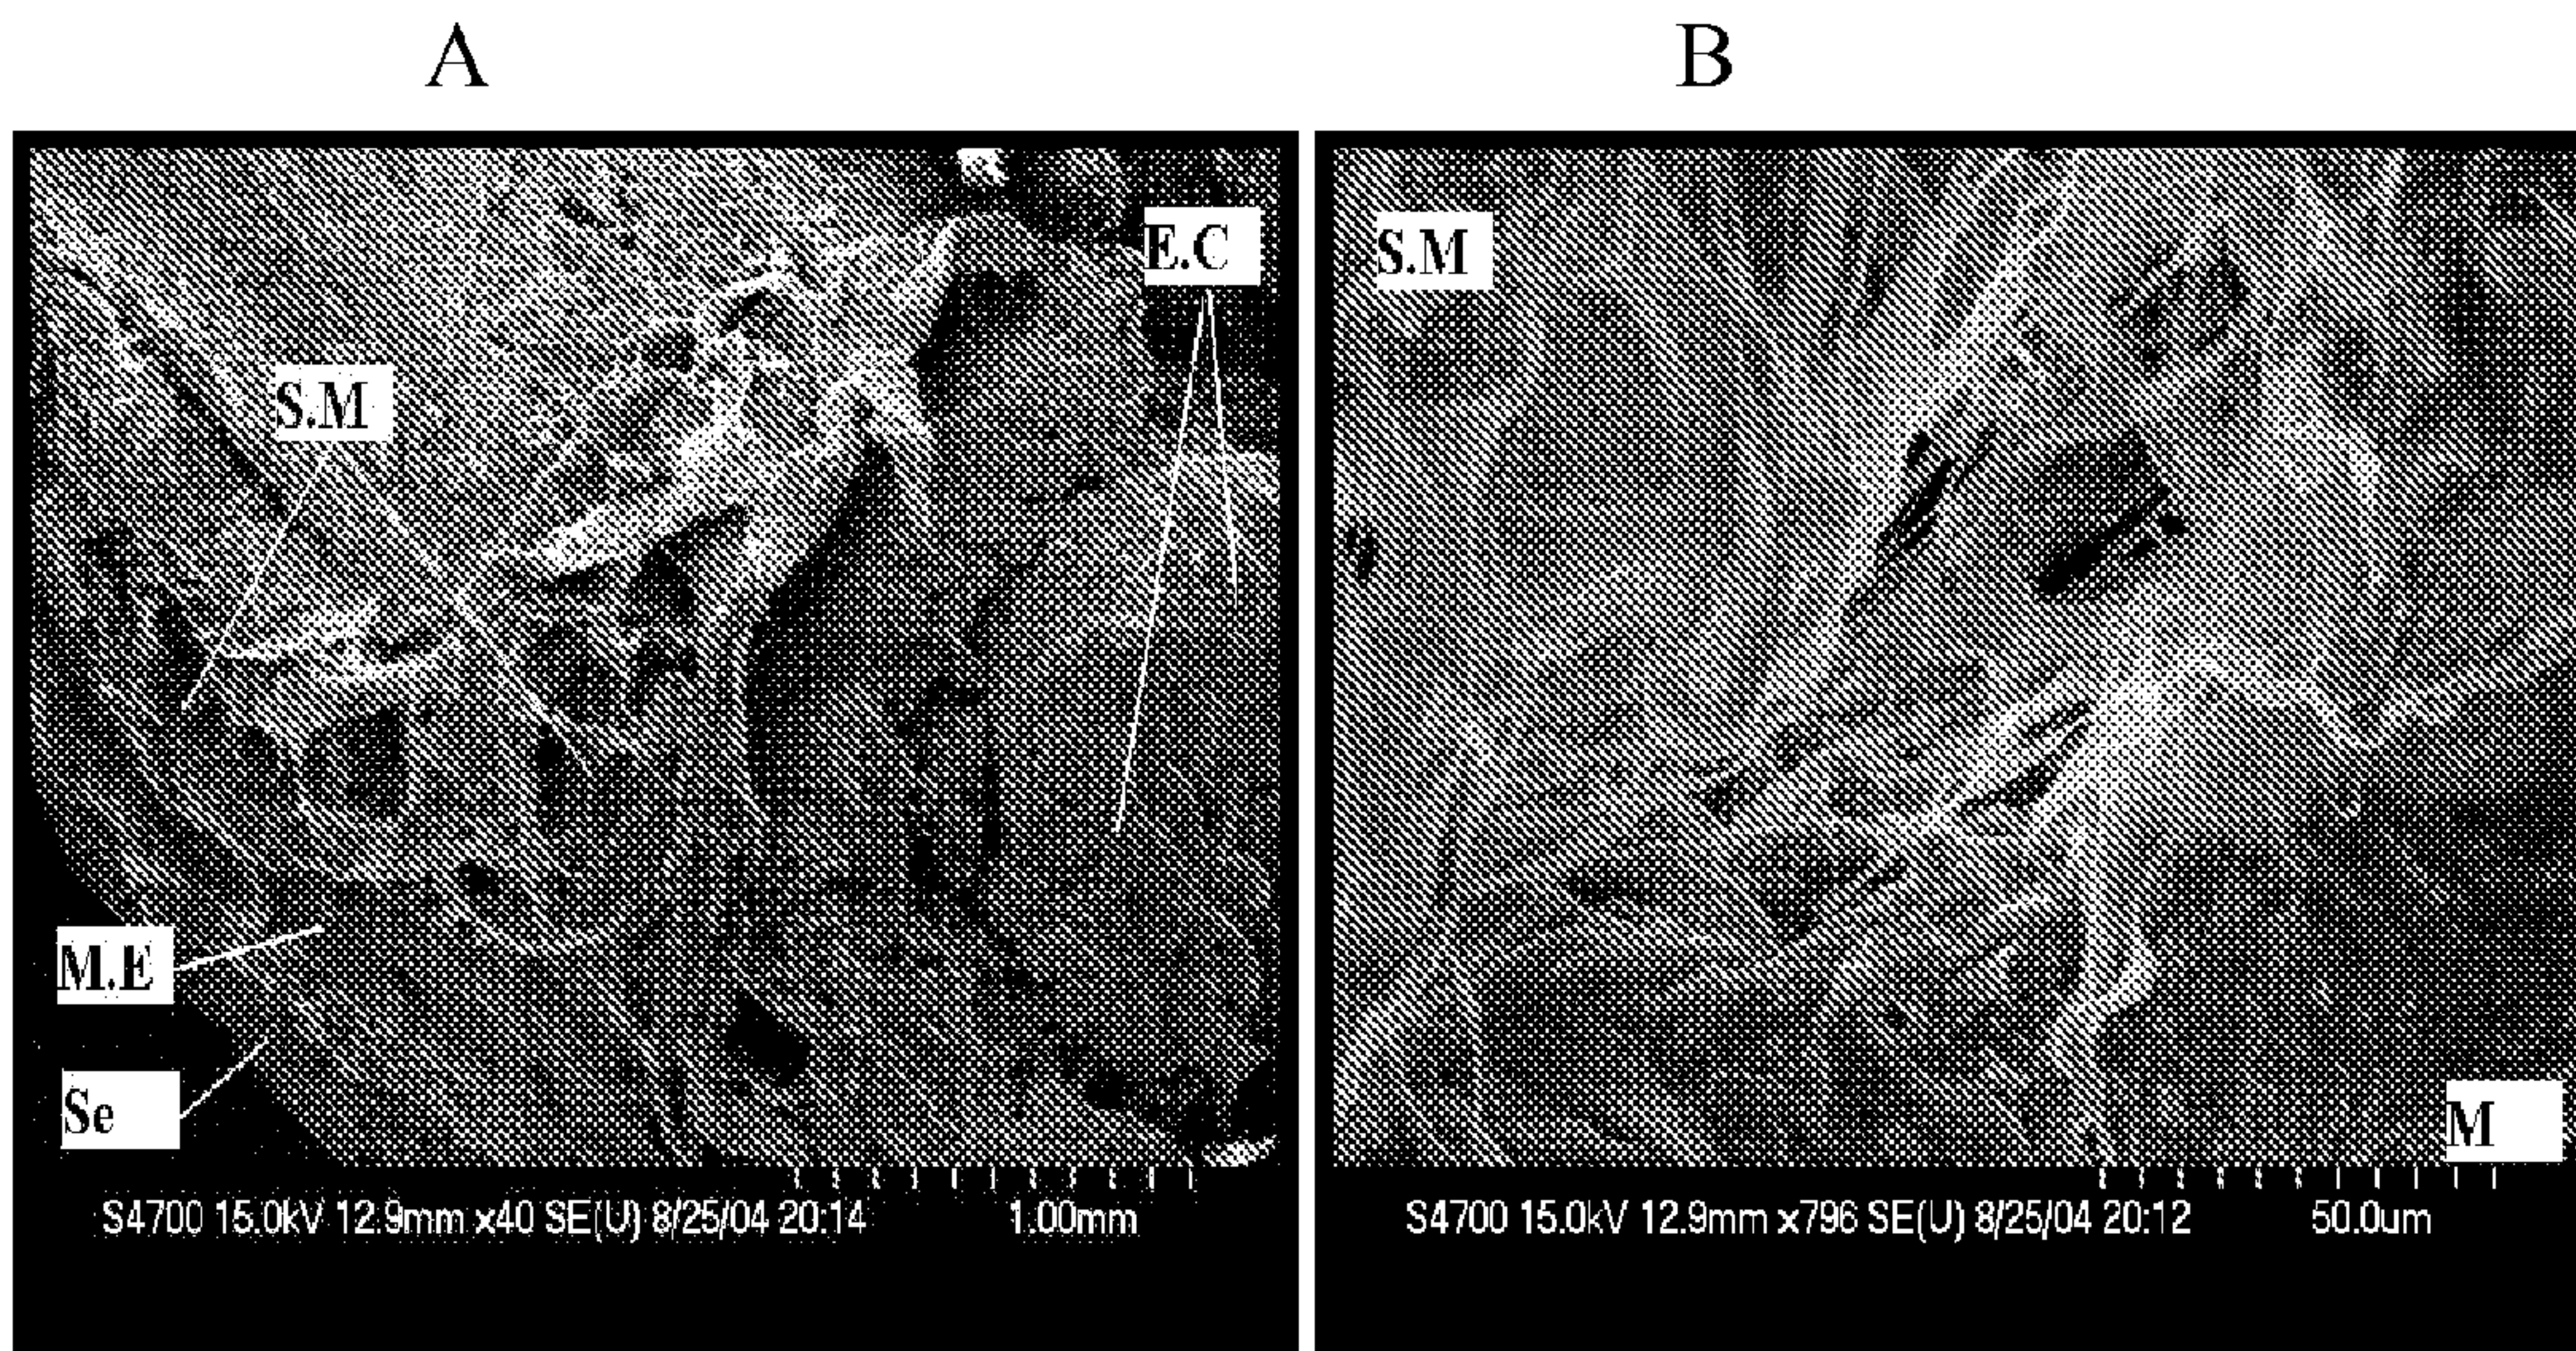 A
B
E.C
S.M
M.E
Se
S4700 15.0kV 12.9mm x40 SE(U) 8/25/04 20:14 1.00mm
S.M
M
S4700 15.0kV 12.9mm x796 SE(U) 8/25/04 20:12 50.0um